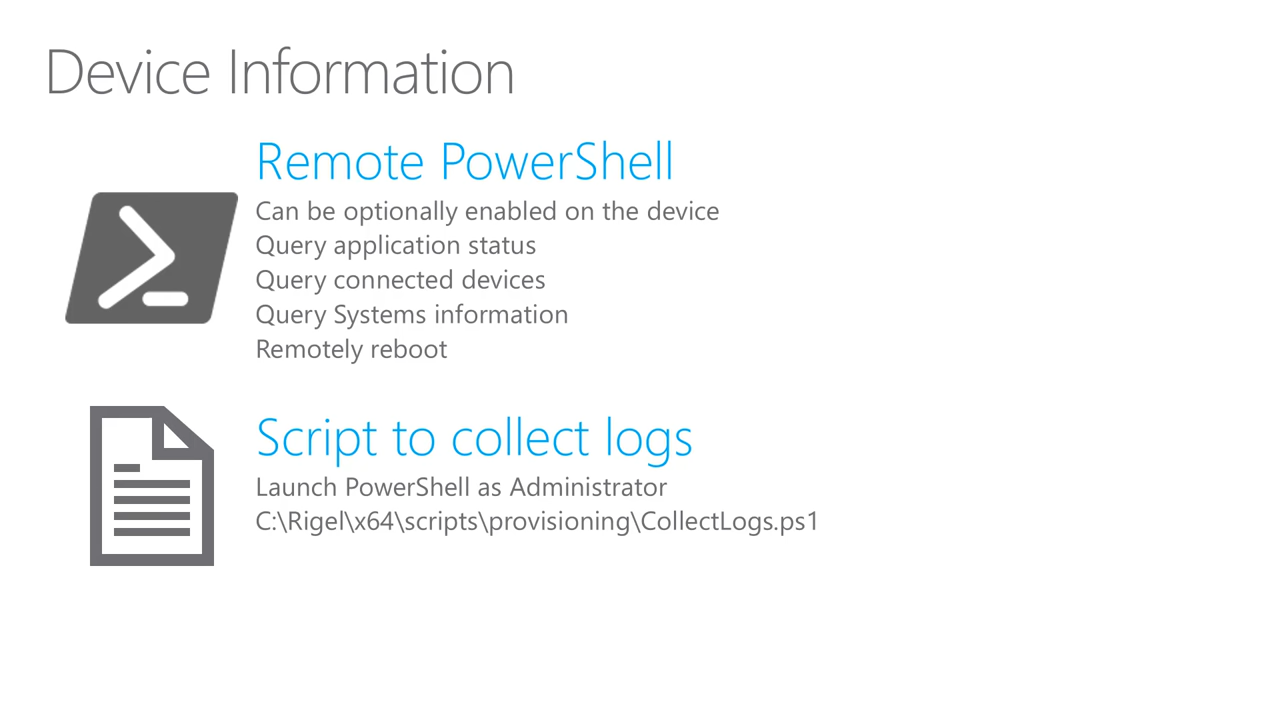 Device Information
Remote PowerShell
Can be optionally enabled on the device
Query application status
Query connected devices
Query Systems information
Remotely reboot
Script to collect logs
Launch PowerShell as Administrator
C:\Rigel\x64\scripts\provisioning\CollectLogs.ps1